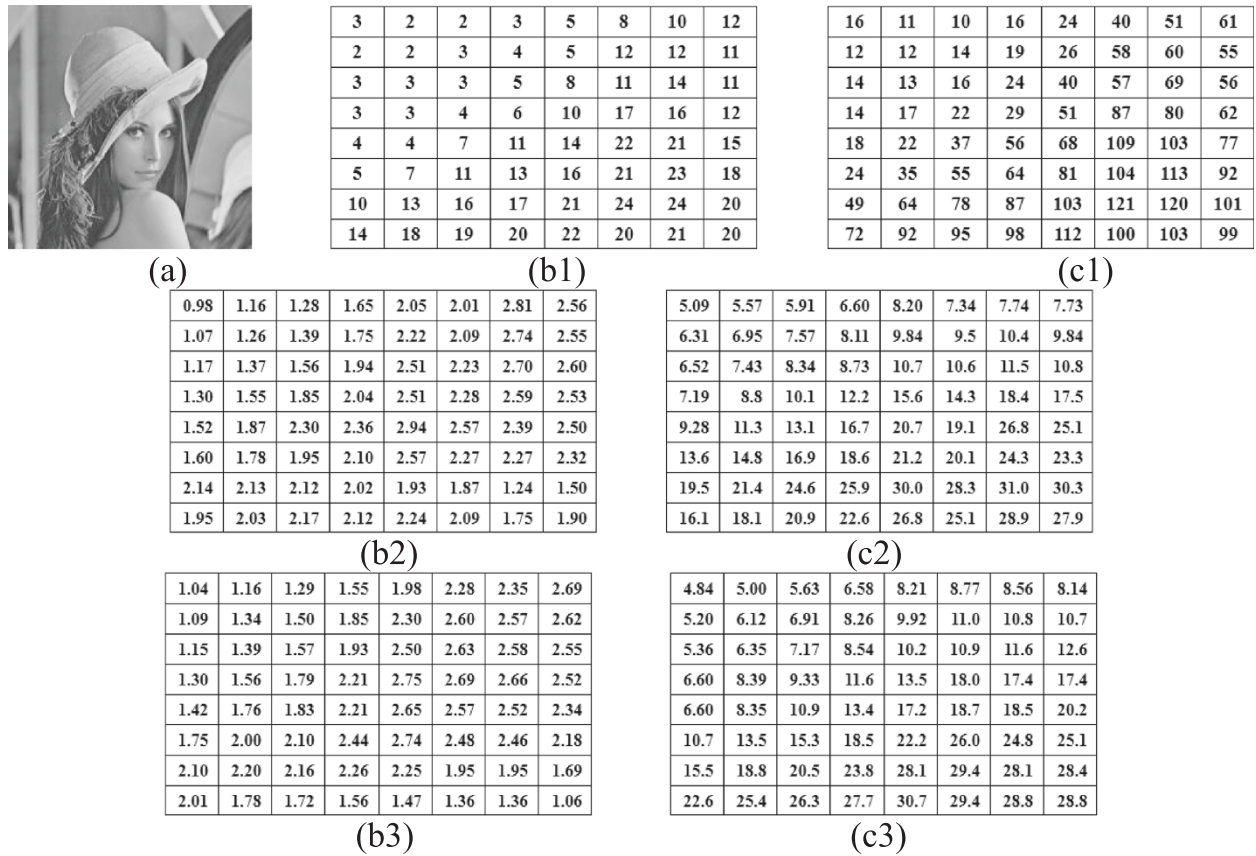 3 2 2 3 5 8 10 12
2 2 3 4 5 12 12 11
3 3 3 5 8 11 14 11
3 3 4 6 10 17 16 12
4 4 7 11 14 22 21 15
5 7 11 13 16 21 23 18
10 13 16 17 21 24 24 20
14 18 19 20 22 20 21 20
16 11 10 16 24 40 51 61
12 12 14 19 26 58 60 55
14 13 16 24 40 57 69 56
14 17 22 29 51 87 80 62
18 22 37 56 68 109 103 77
24 35 55 64 81 104 113 92
49 64 78 87 103 121 120 101
72 92 95 98 112 100 103 99
(a) (b1) (c1)
0.98 1.16 1.28 1.65 2.05 2.01 2.81 2.56
1.07 1.26 1.39 1.75 2.22 2.09 2.74 2.55
1.17 1.37 1.56 1.94 2.51 2.23 2.70 2.60
1.30 1.55 1.85 2.04 2.51 2.28 2.59 2.53
1.52 1.87 2.30 2.36 2.94 2.57 2.39 2.50
1.60 1.78 1.95 2.10 2.57 2.27 2.27 2.32
2.14 2.13 2.12 2.02 1.93 1.87 1.24 1.50
1.95 2.03 2.17 2.12 2.24 2.09 1.75 1.90
5.09 5.57 5.91 6.60 8.20 7.34 7.74 7.73
6.31 6.95 7.57 8.11 9.84 9.5 10.4 9.84
6.52 7.43 8.34 8.73 10.7 10.6 11.5 10.8
7.19 8.8 10.1 12.2 15.6 14.3 18.4 17.5
9.28 11.3 13.1 16.7 20.7 19.1 26.8 25.1
13.6 14.8 16.9 18.6 21.2 20.1 24.3 23.3
19.5 21.4 24.6 25.9 30.0 28.3 31.0 30.3
16.1 18.1 20.9 22.6 26.8 25.1 28.9 27.9
(b2) (c2)
1.04 1.16 1.29 1.55 1.98 2.28 2.35 2.69
1.09 1.34 1.50 1.85 2.30 2.60 2.57 2.62
1.15 1.39 1.57 1.93 2.50 2.63 2.58 2.55
1.30 1.56 1.79 2.21 2.75 2.69 2.66 2.52
1.42 1.76 1.83 2.21 2.65 2.57 2.52 2.34
1.75 2.00 2.10 2.44 2.74 2.48 2.46 2.18
2.10 2.20 2.16 2.26 2.25 1.95 1.95 1.69
2.01 1.78 1.72 1.56 1.47 1.36 1.36 1.06
4.84 5.00 5.63 6.58 8.21 8.77 8.56 8.14
5.20 6.12 6.91 8.26 9.92 11.0 10.8 10.7
5.36 6.35 7.17 8.54 10.2 10.9 11.6 12.6
6.60 8.39 9.33 11.6 13.5 18.0 17.4 17.4
6.60 8.35 10.9 13.4 17.2 18.7 18.5 20.2
10.7 13.5 15.3 18.5 22.2 26.0 24.8 25.1
15.5 18.8 20.5 23.8 28.1 29.4 28.1 28.4
22.6 25.4 26.3 27.7 30.7 29.4 28.8 28.8
(b3) (c3)